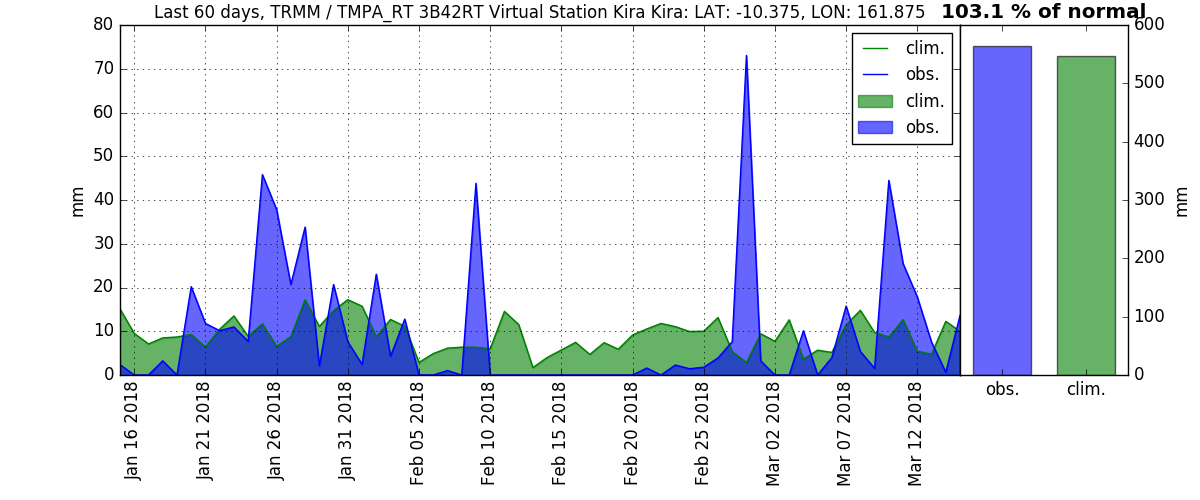 Last 60 days, TRMM / TMPA_RT 3B42RT Virtual Station Kira Kira: LAT: -10.375, LON: 161.875
103.1 % of normal
80
70
60
50
40
30
20
10
0
mm
clim.
obs.
clim.
obs.
Jan 16 2018
Jan 21 2018
Jan 26 2018
Jan 31 2018
Feb 05 2018
Feb 10 2018
Feb 15 2018
Feb 20 2018
Feb 25 2018
Mar 02 2018
Mar 07 2018
Mar 12 2018
600
500
400
300
200
100
0
mm
obs.
clim.